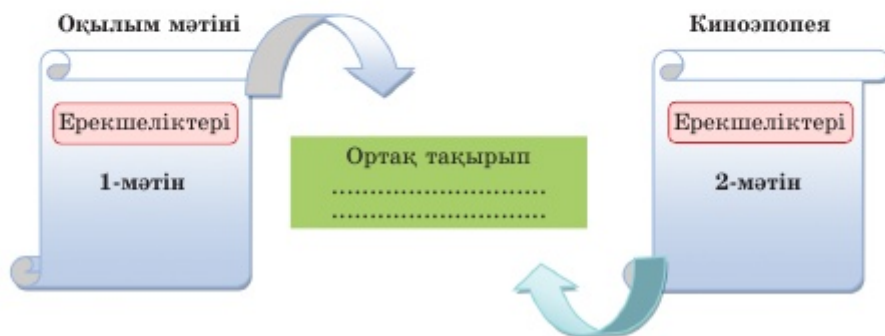 Оқылым мәтіні
Ерекшеліктері
1-мәтін
Ортақ тақырып
............................
............................
Киноэпопея
Ерекшеліктері
2-мәтін